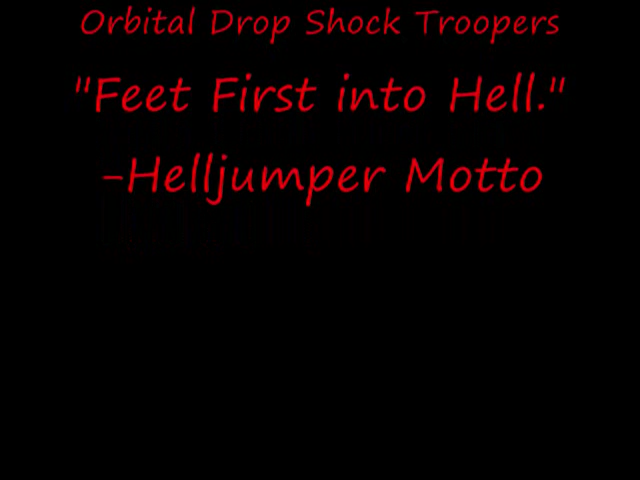 Orbital Drop Shock Troopers
"Feet First into Hell."
-Helljumper Motto